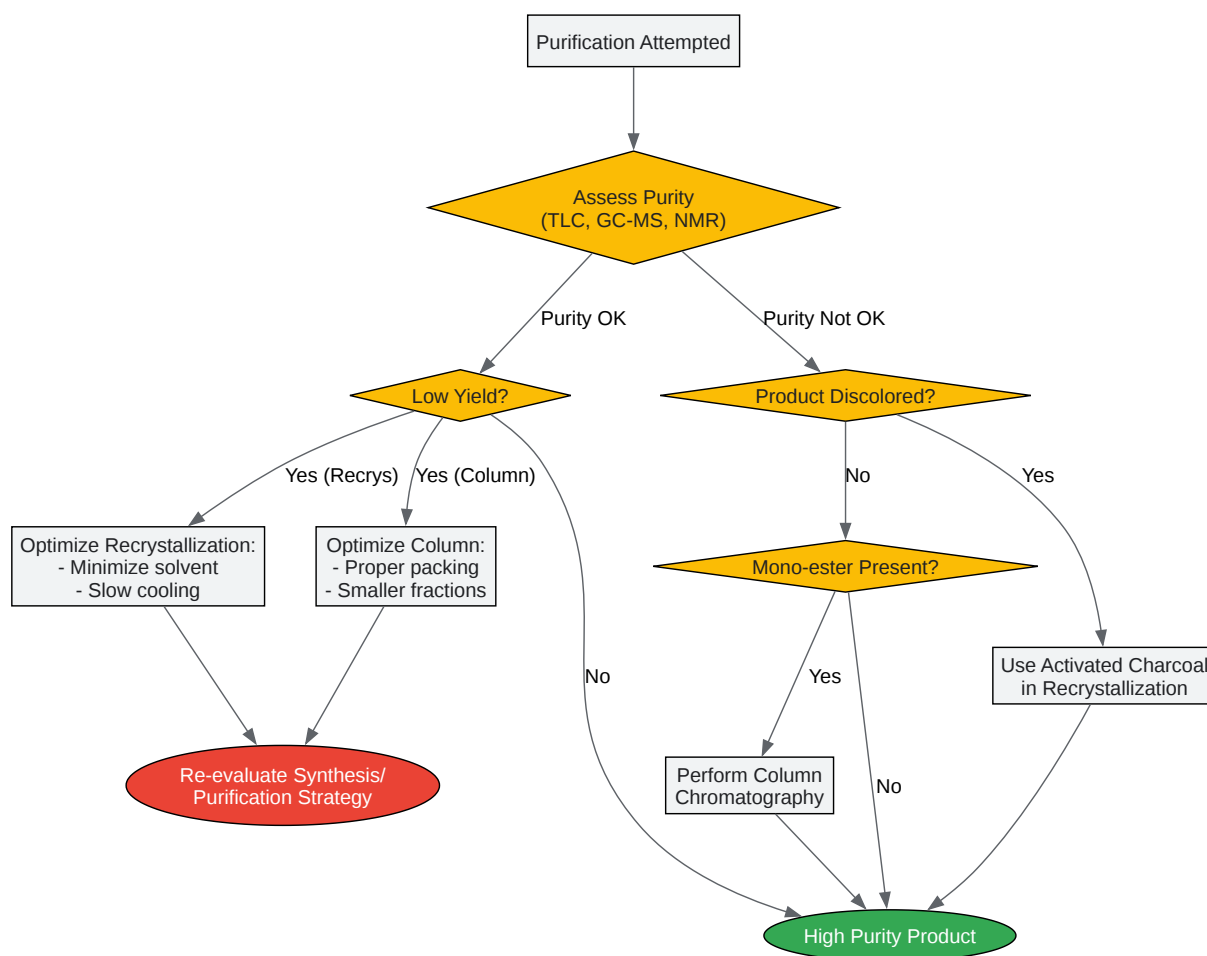 Purification Attempted
Assess Purity
(TLC, GC-MS, NMR)
Purity OK
Purity Not OK
Low Yield?
Product Discolored?
Yes (Recrys)
Yes (Column)
No
Yes
Optimize Recrystallization:
- Minimize solvent
- Slow cooling
Optimize Column:
- Proper packing
- Smaller fractions
Mono-ester Present?
No
Yes
Use Activated Charcoal
in Recrystallization
Re-evaluate Synthesis/
Purification Strategy
Perform Column
Chromatography
No
High Purity Product